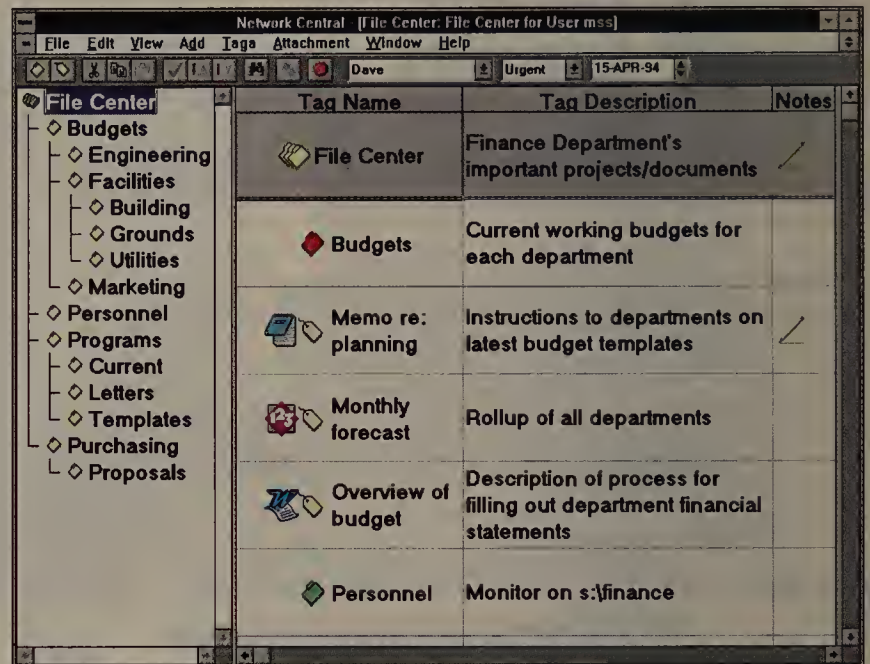 Network Central - [File Center: File Center for User mss]
File Edit View Add Tags Attachment Window Help
Dave Urgent 15-APR-94
File Center
Budgets
Engineering
Facilities
Building
Grounds
Utilities
Marketing
Personnel
Programs
Current
Letters
Templates
Purchasing
Proposals
Tag Name Tag Description Notes
File Center
Finance Department's
important projects/documents
Budgets
Current working budgets for
each department
Memo re:
planning
Instructions to departments on
latest budget templates
123
Monthly
forecast
Rollup of all departments
W
Overview of
budget
Description of process for
filling out department financial
statements
Personnel
Monitor on s:\finance